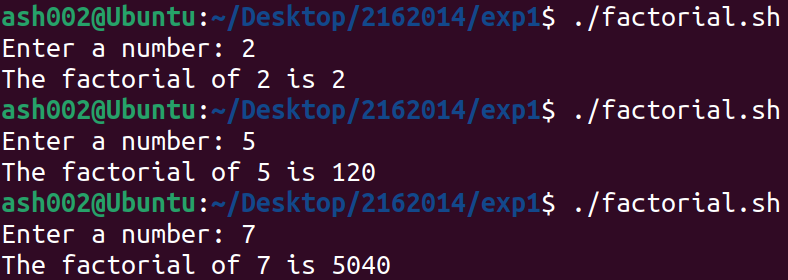 ash002@Ubuntu:~/Desktop/2162014/exp1$ ./factorial.sh
Enter a number: 2
The factorial of 2 is 2
ash002@Ubuntu:~/Desktop/2162014/exp1$ ./factorial.sh
Enter a number: 5
The factorial of 5 is 120
ash002@Ubuntu:~/Desktop/2162014/exp1$ ./factorial.sh
Enter a number: 7
The factorial of 7 is 5040